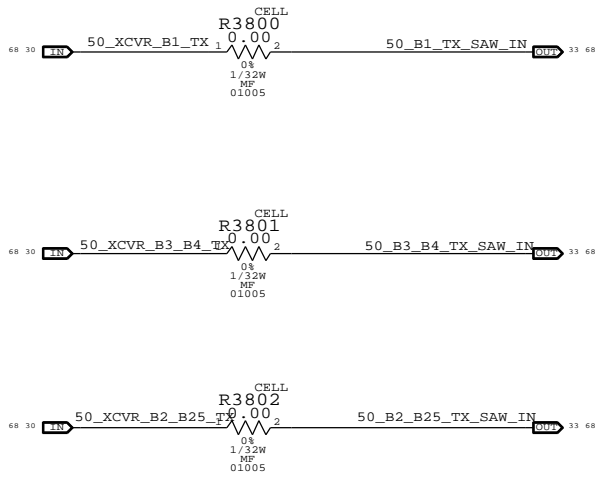 CELL
R3800
0.00
50_XCVR_B1_TX 1 2 50_B1_TX_SAW_IN
68 30 IN OUT 33 68
0%
1/32W
MF
01005
CELL
R3801
0.00
50_XCVR_B3_B4_TX 1 2 50_B3_B4_TX_SAW_IN
68 30 IN OUT 33 68
0%
1/32W
MF
01005
CELL
R3802
0.00
50_XCVR_B2_B25_TX 1 2 50_B2_B25_TX_SAW_IN
68 30 IN OUT 33 68
0%
1/32W
MF
01005